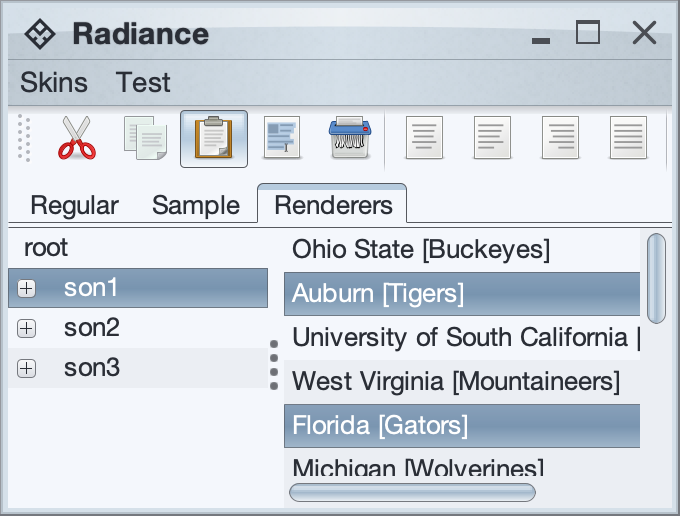 Radiance
Skins Test
Regular Sample Renderers
root
son1
son2
son3
Ohio State [Buckeyes]
Auburn [Tigers]
University of South California [
West Virginia [Mountaineers]
Florida [Gators]
Michigan [Wolverines]